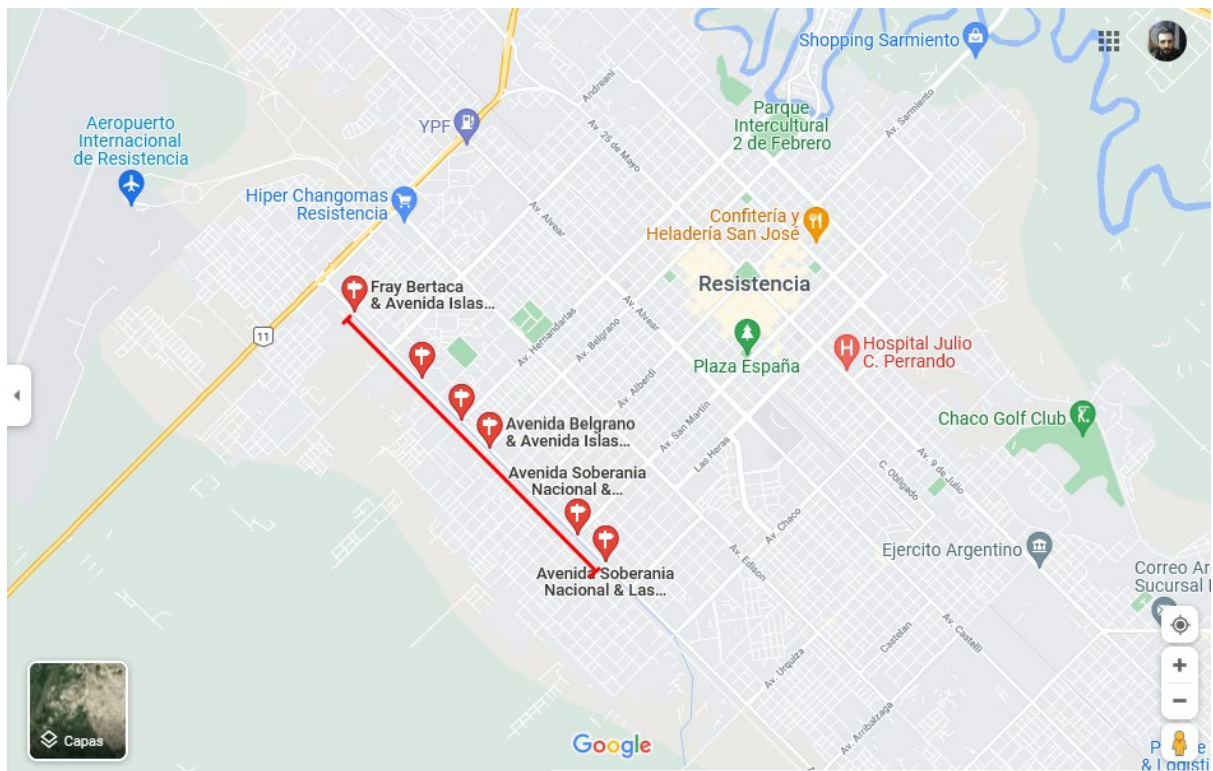 Shopping Sarmiento
Andreani
Av. Sarmiento
Aeropuerto
Internacional
de Resistencia
YPF
Av. 25 de Mayo
Parque
Intercultural
2 de Febrero
Hiper Changomas
Resistencia
Av. Alvear
Confitería y
Heladería San José
Resistencia
Fray Bertaca
& Avenida Islas...
11
Av. Hernandarias
Av. Belgrano
Av. Alvear
Plaza España
Hospital Julio
C. Perrando
Av. Alberdi
Av. San Martín
Las Heras
Chaco Golf Club
Avenida Belgrano
& Avenida Islas...
Avenida Soberania
Nacional &...
Av. 9 de Julio
C. Obligado
Av. Chaco
Av. Edison
Ejercito Argentino
Avenida Soberania
Nacional & Las...
Correo Ar
Sucursal
Castelan
Av. Castelli
Av. Urquiza
Av. Arribalzaga
Capas
Google
& Logisti